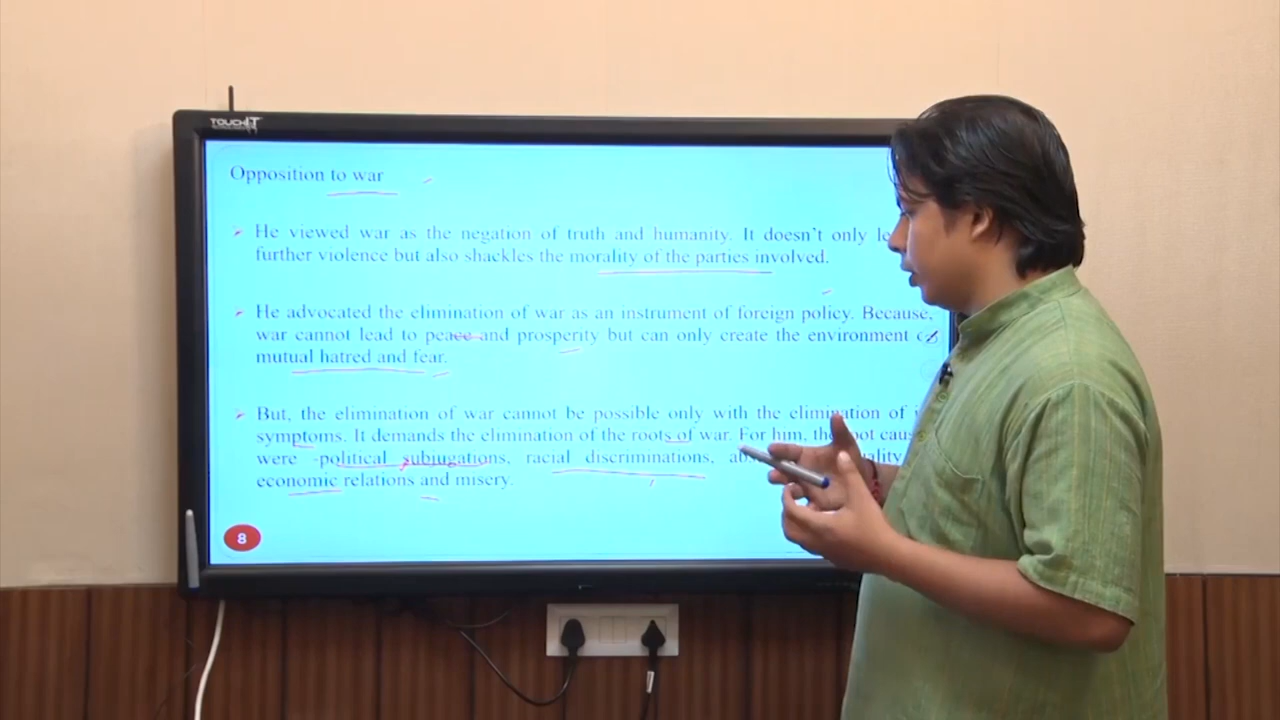 TOUCHIT
Opposition to war
He viewed war as the negation of truth and humanity. It doesn't only
further violence but also shackles the morality of the parties involved.
He advocated the elimination of war as an instrument of foreign policy. Because,
war cannot lead to peace and prosperity but can only create the environment
mutual hatred and fear.
But, the elimination of war cannot be possible only with the elimination of
symptoms. It demands the elimination of the roots of war. For him, the root
were -political subjugations, racial discriminations,
economic relations and misery.
8